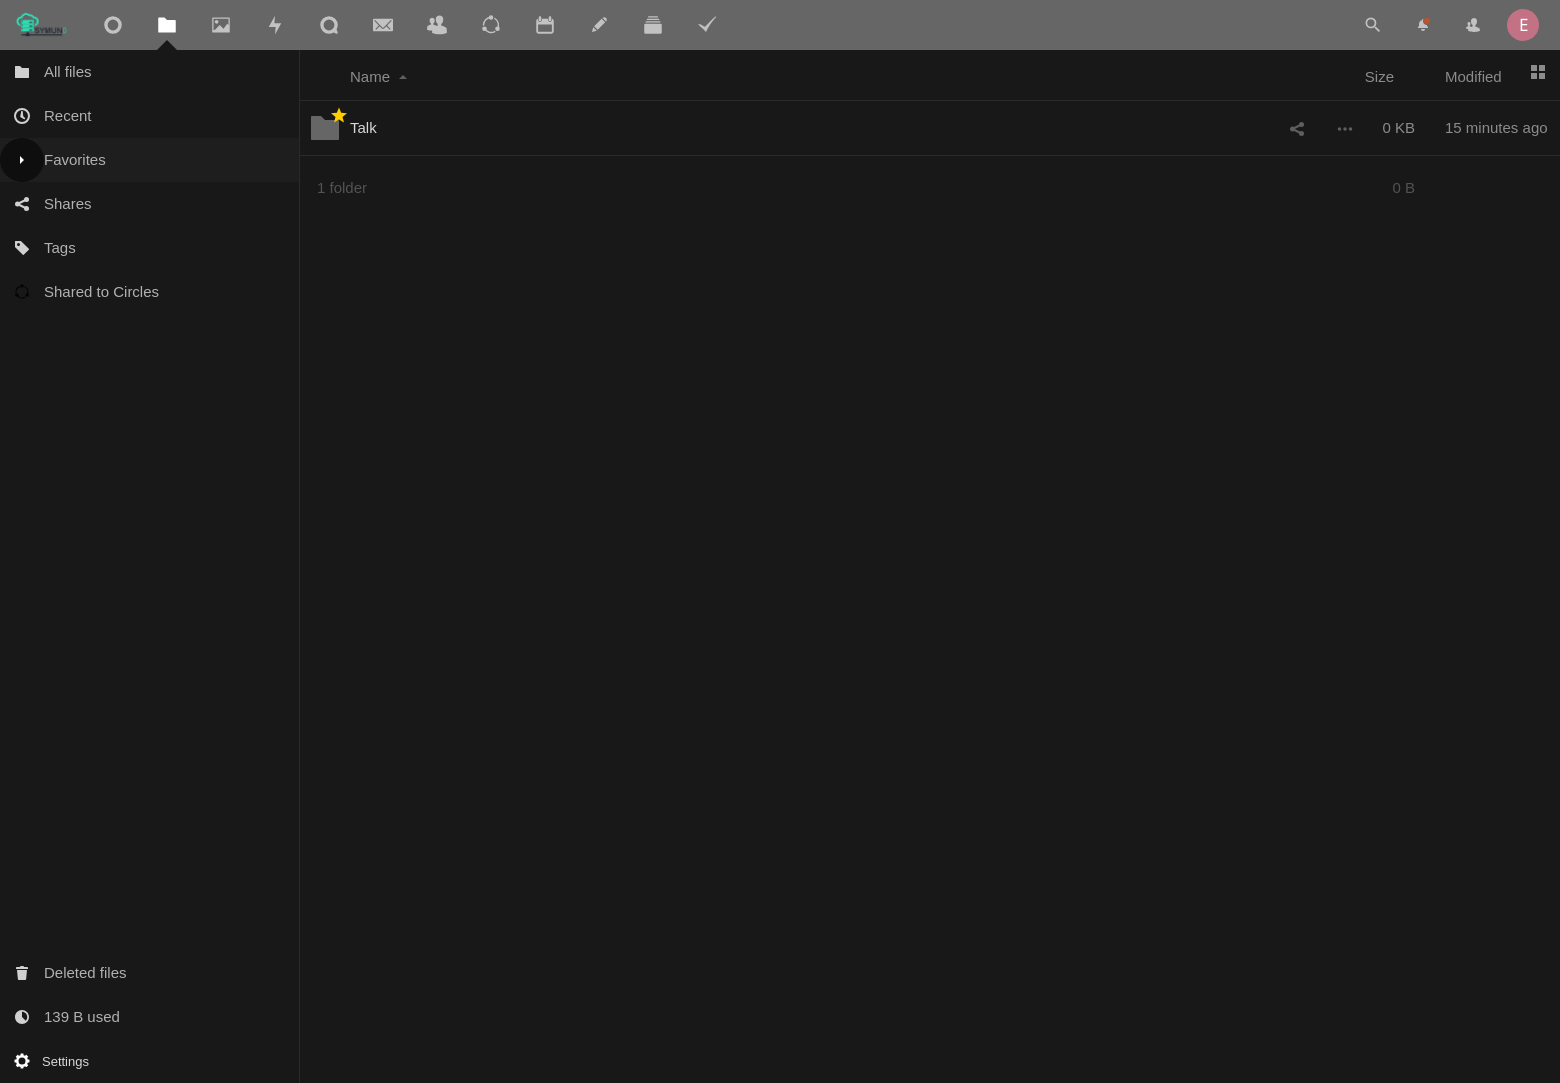 E
All files
Recent
Favorites
Shares
Tags
Shared to Circles
Deleted files
139 B used
Settings
Name
Size
Modified
Talk
0 KB
15 minutes ago
1 folder
0 B